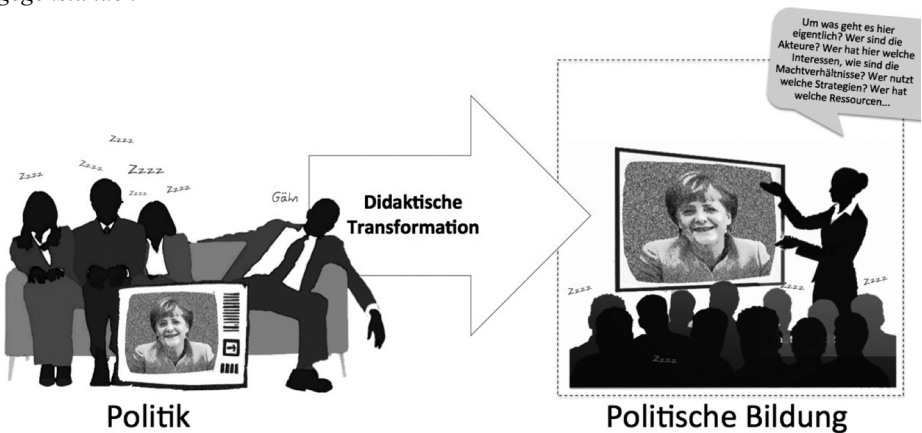 Um was geht es hier
eigentlich? Wer sind die
Akteure? Wer hat hier welche
Interessen, wie sind die
Machtverhältnisse? Wer nutzt
welche Strategien? Wer hat
welche Ressourcen...
Zzzz
Zzzz
Zzzz
Zzzz
Zzzz
Zzzz
Gähn
Didaktische
Transformation
Zzzz
Zzzz
Zzzz
Zzzz
Politik
Politische Bildung